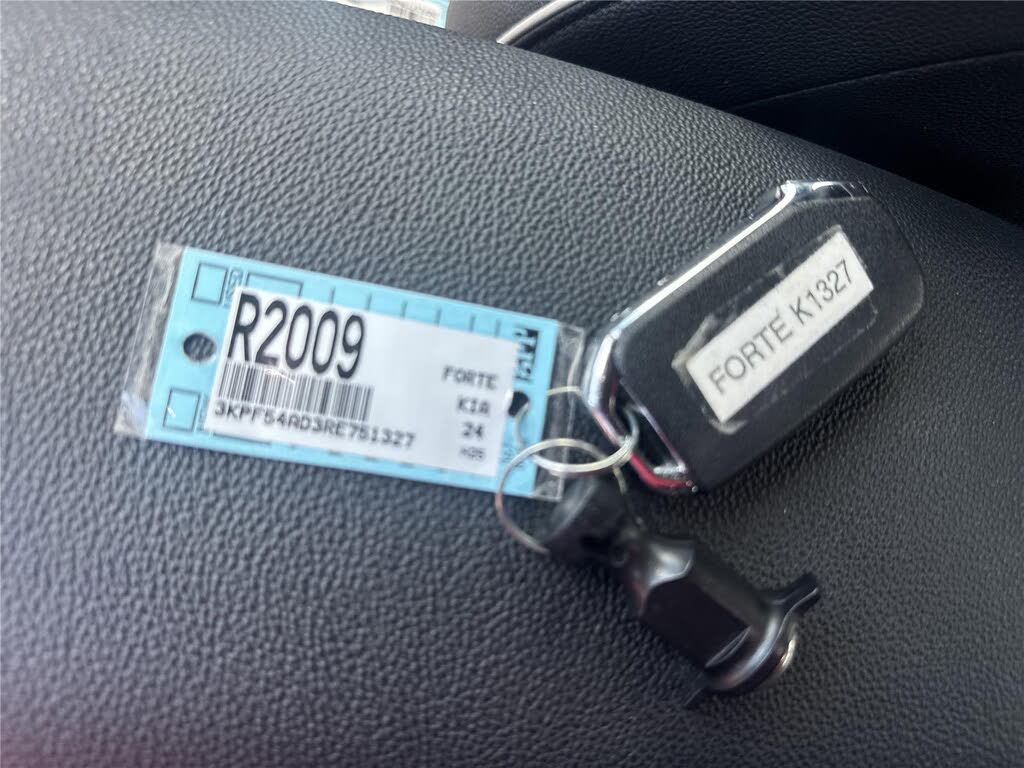 R2009
FORTE
KIA
3KPF54AD3RE751327
24
FORTE K1327